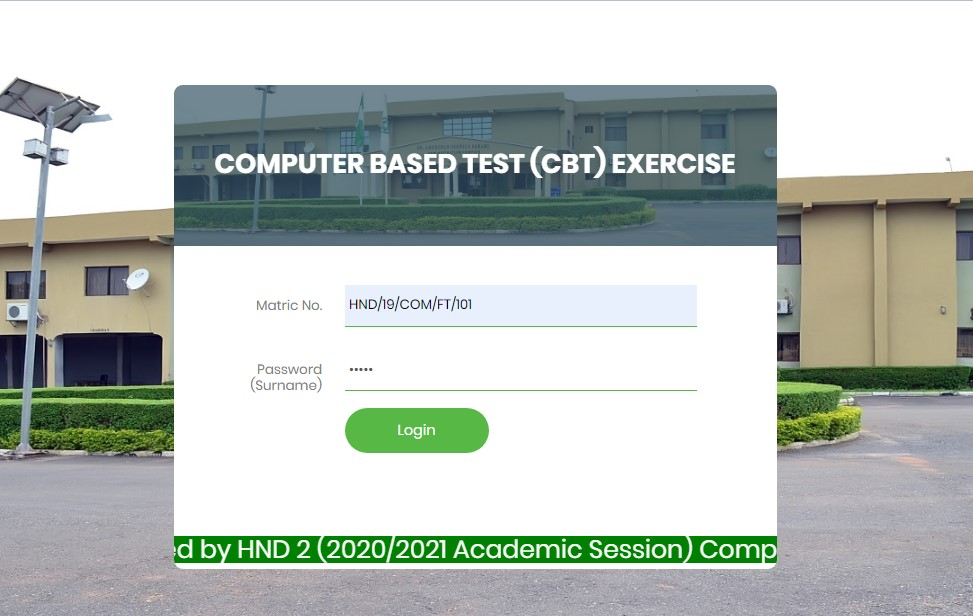 COMPUTER BASED TEST (CBT) EXERCISE
Matric No.
HND/19/COM/FT/101
Password
(Surname)
•••••
Login
ed by HND 2 (2020/2021 Academic Session) Comp